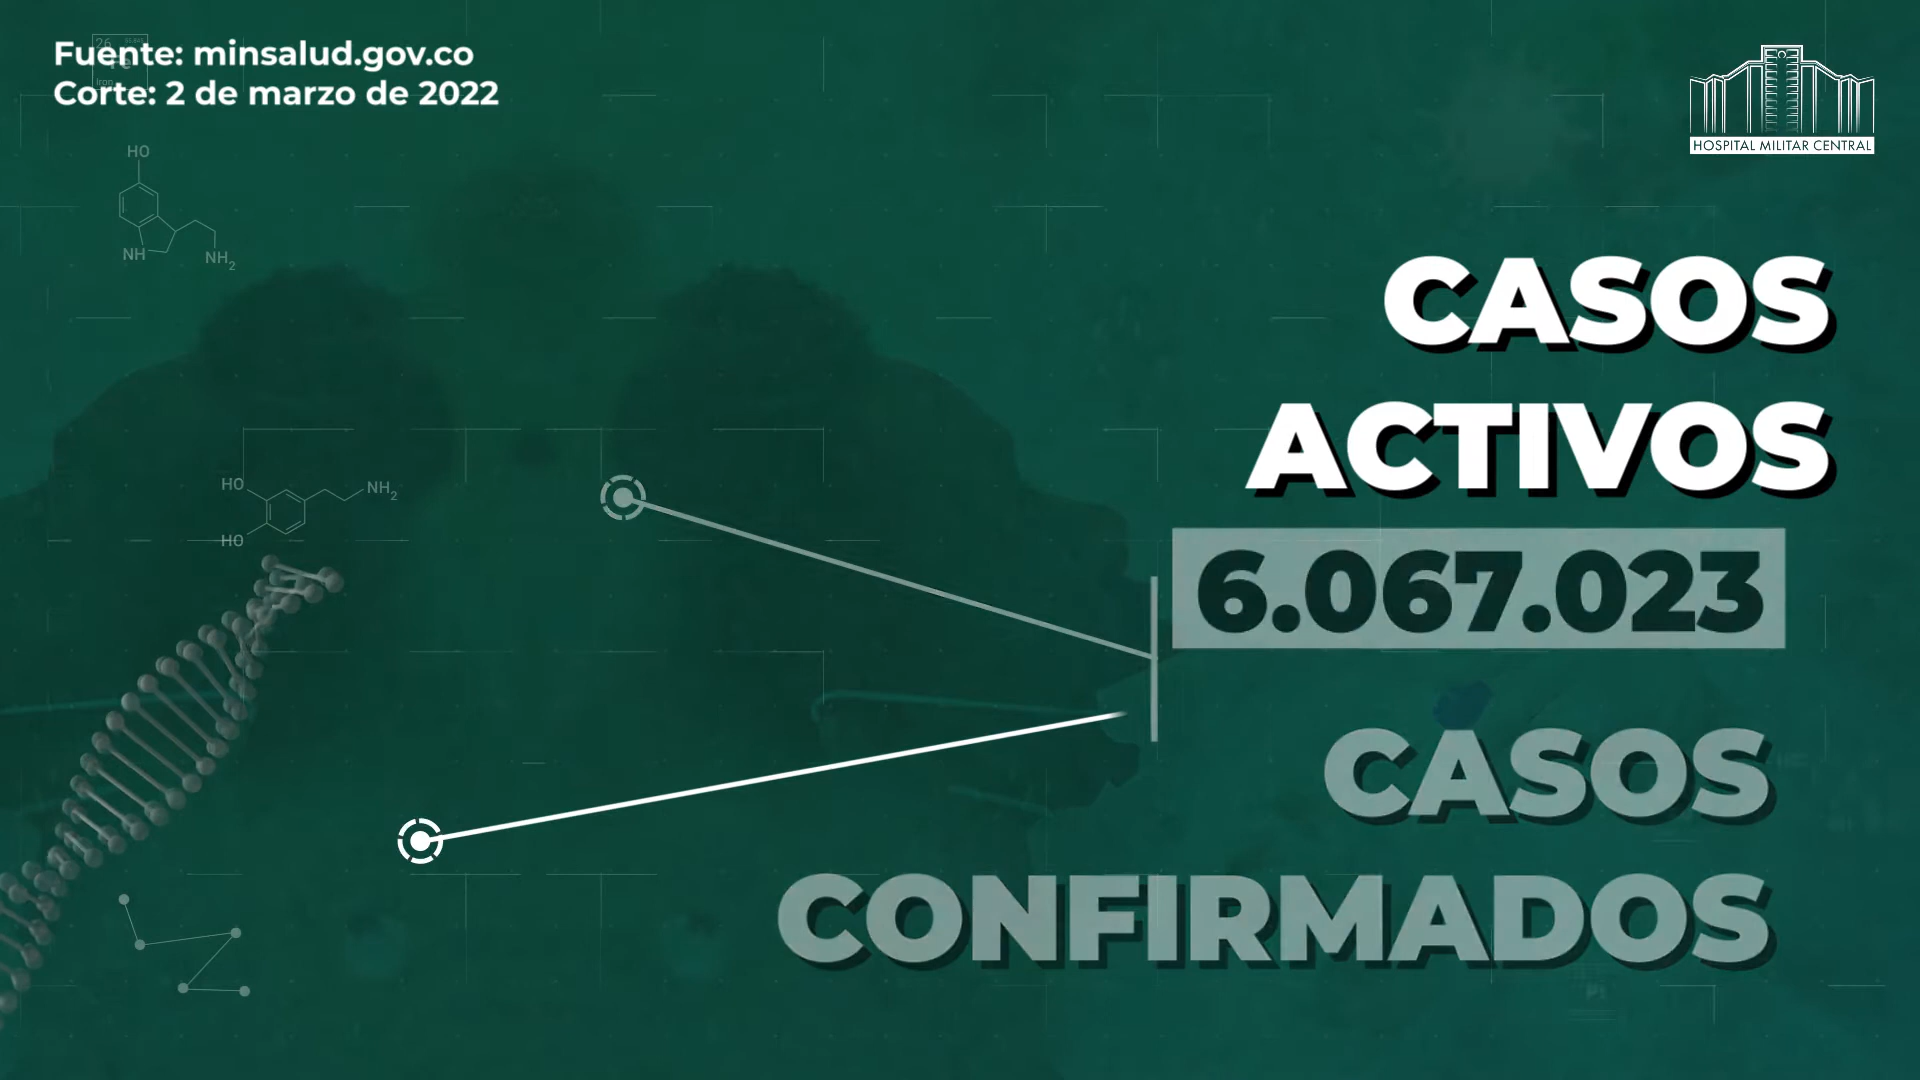 Fuente: minsalud.gov.co
Corte: 2 de marzo de 2022
HOSPITAL MILITAR CENTRAL
HO
NH
NH2
CASOS
ACTIVOS
6.067.023
HO
NH2
HO
CASOS
CONFIRMADOS